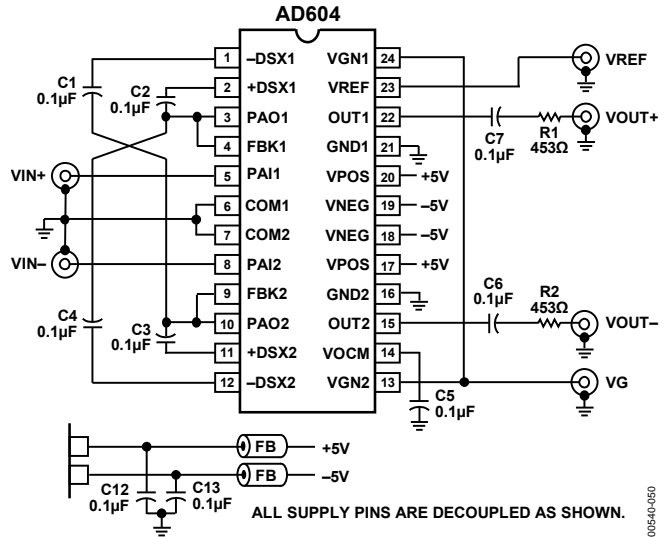 AD604
C1
0.1µF
C2
0.1µF
1 –DSX1 VGN1 24
2 +DSX1 VREF 23
3 PAO1 OUT1 22
4 FBK1 GND1 21
5 PAI1 VPOS 20 +5V
6 COM1 VNEG 19 –5V
7 COM2 VNEG 18 –5V
8 PAI2 VPOS 17 +5V
9 FBK2 GND2 16
10 PAO2 OUT2 15
11 +DSX2 VOCM 14
12 –DSX2 VGN2 13
VREF
VOUT+
C7
0.1µF
R1
453Ω
VIN+
VIN–
C4
0.1µF
C3
0.1µF
C6
0.1µF
R2
453Ω
VOUT–
VG
C5
0.1µF
FB +5V
FB –5V
C12
0.1µF
C13
0.1µF
ALL SUPPLY PINS ARE DECOUPLED AS SHOWN.
00540-050